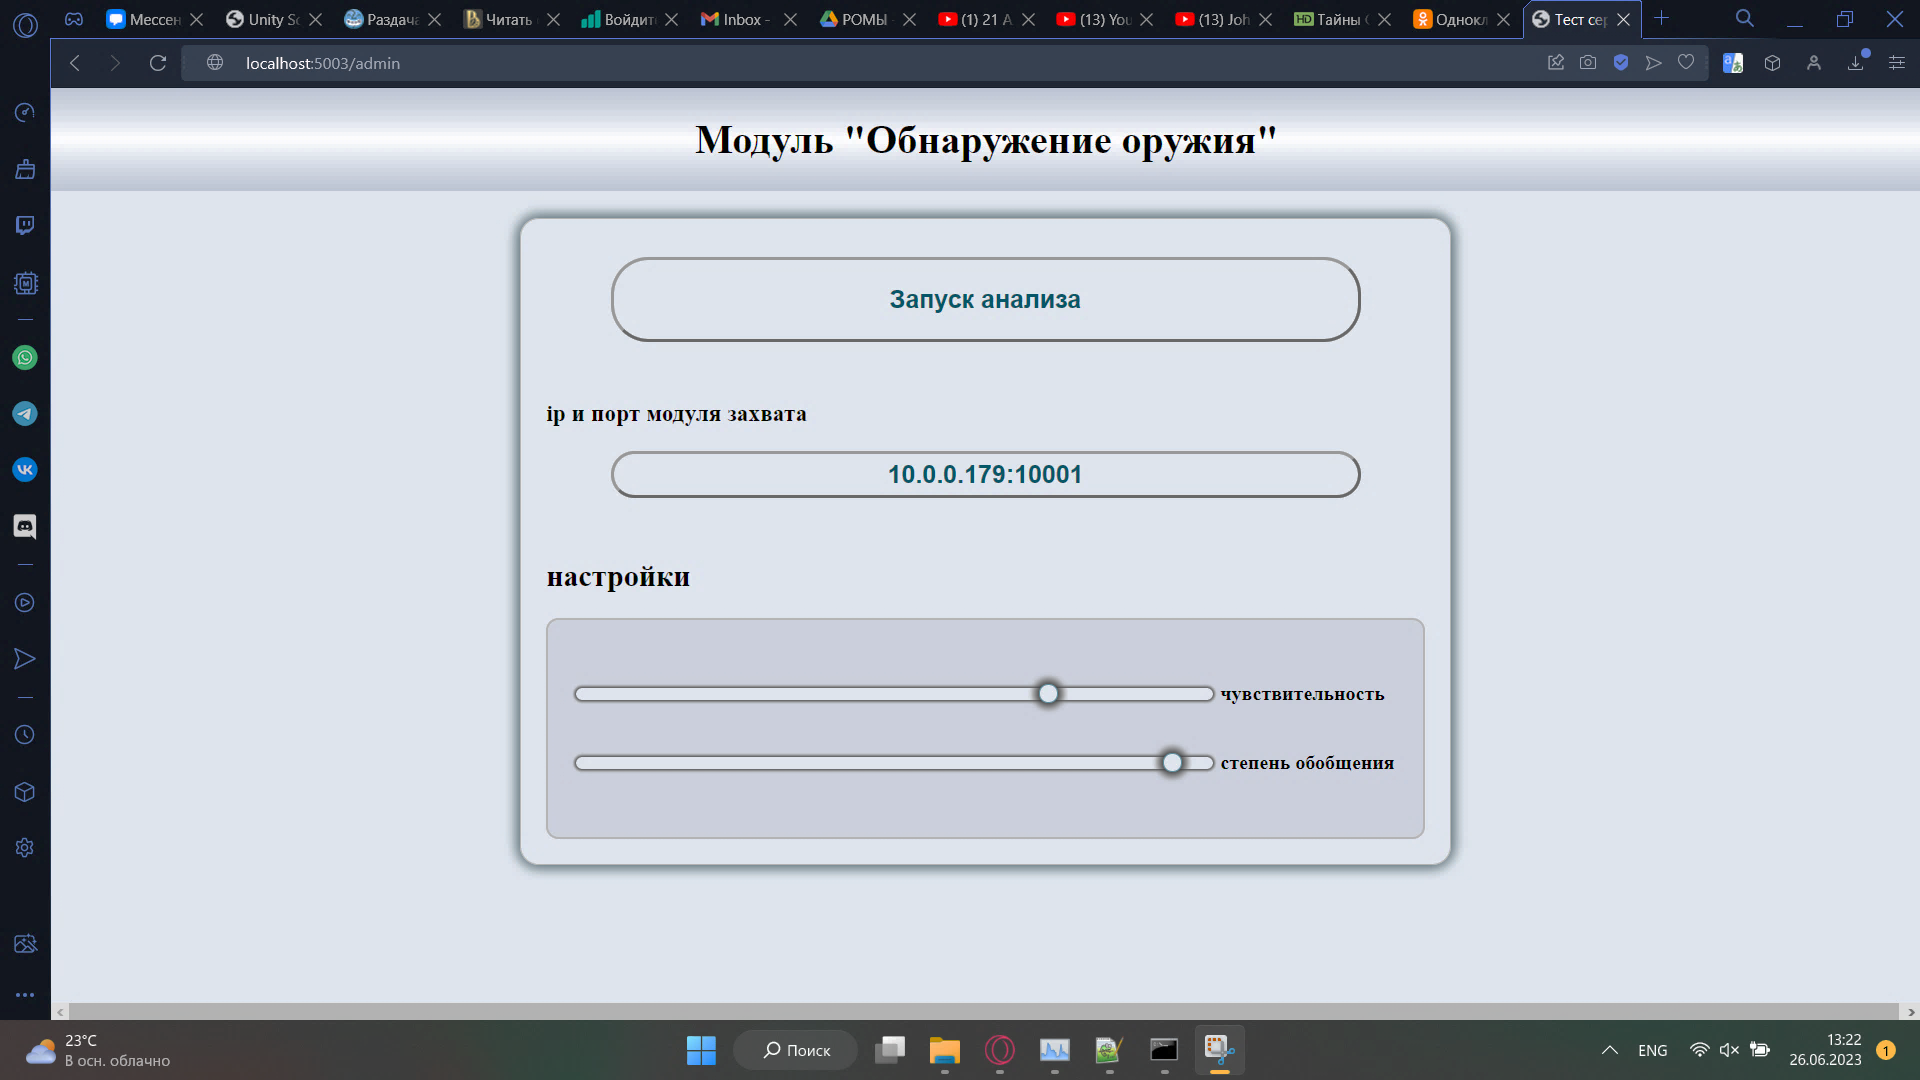 Мессен
Unity Sc
Раздача
Читать
Войдит
Inbox -
РОМЫ
(1) 21 А
(13) You
(13) Joh
HD Тайны
Однокл
Тест сер
localhost:5003/admin
Модуль "Обнаружение оружия"
Запуск анализа
ip и порт модуля захвата
10.0.0.179:10001
настройки
чувствительность
степень обобщения
23°C
В осн. облачно
Поиск
ENG
13:22
26.06.2023
1